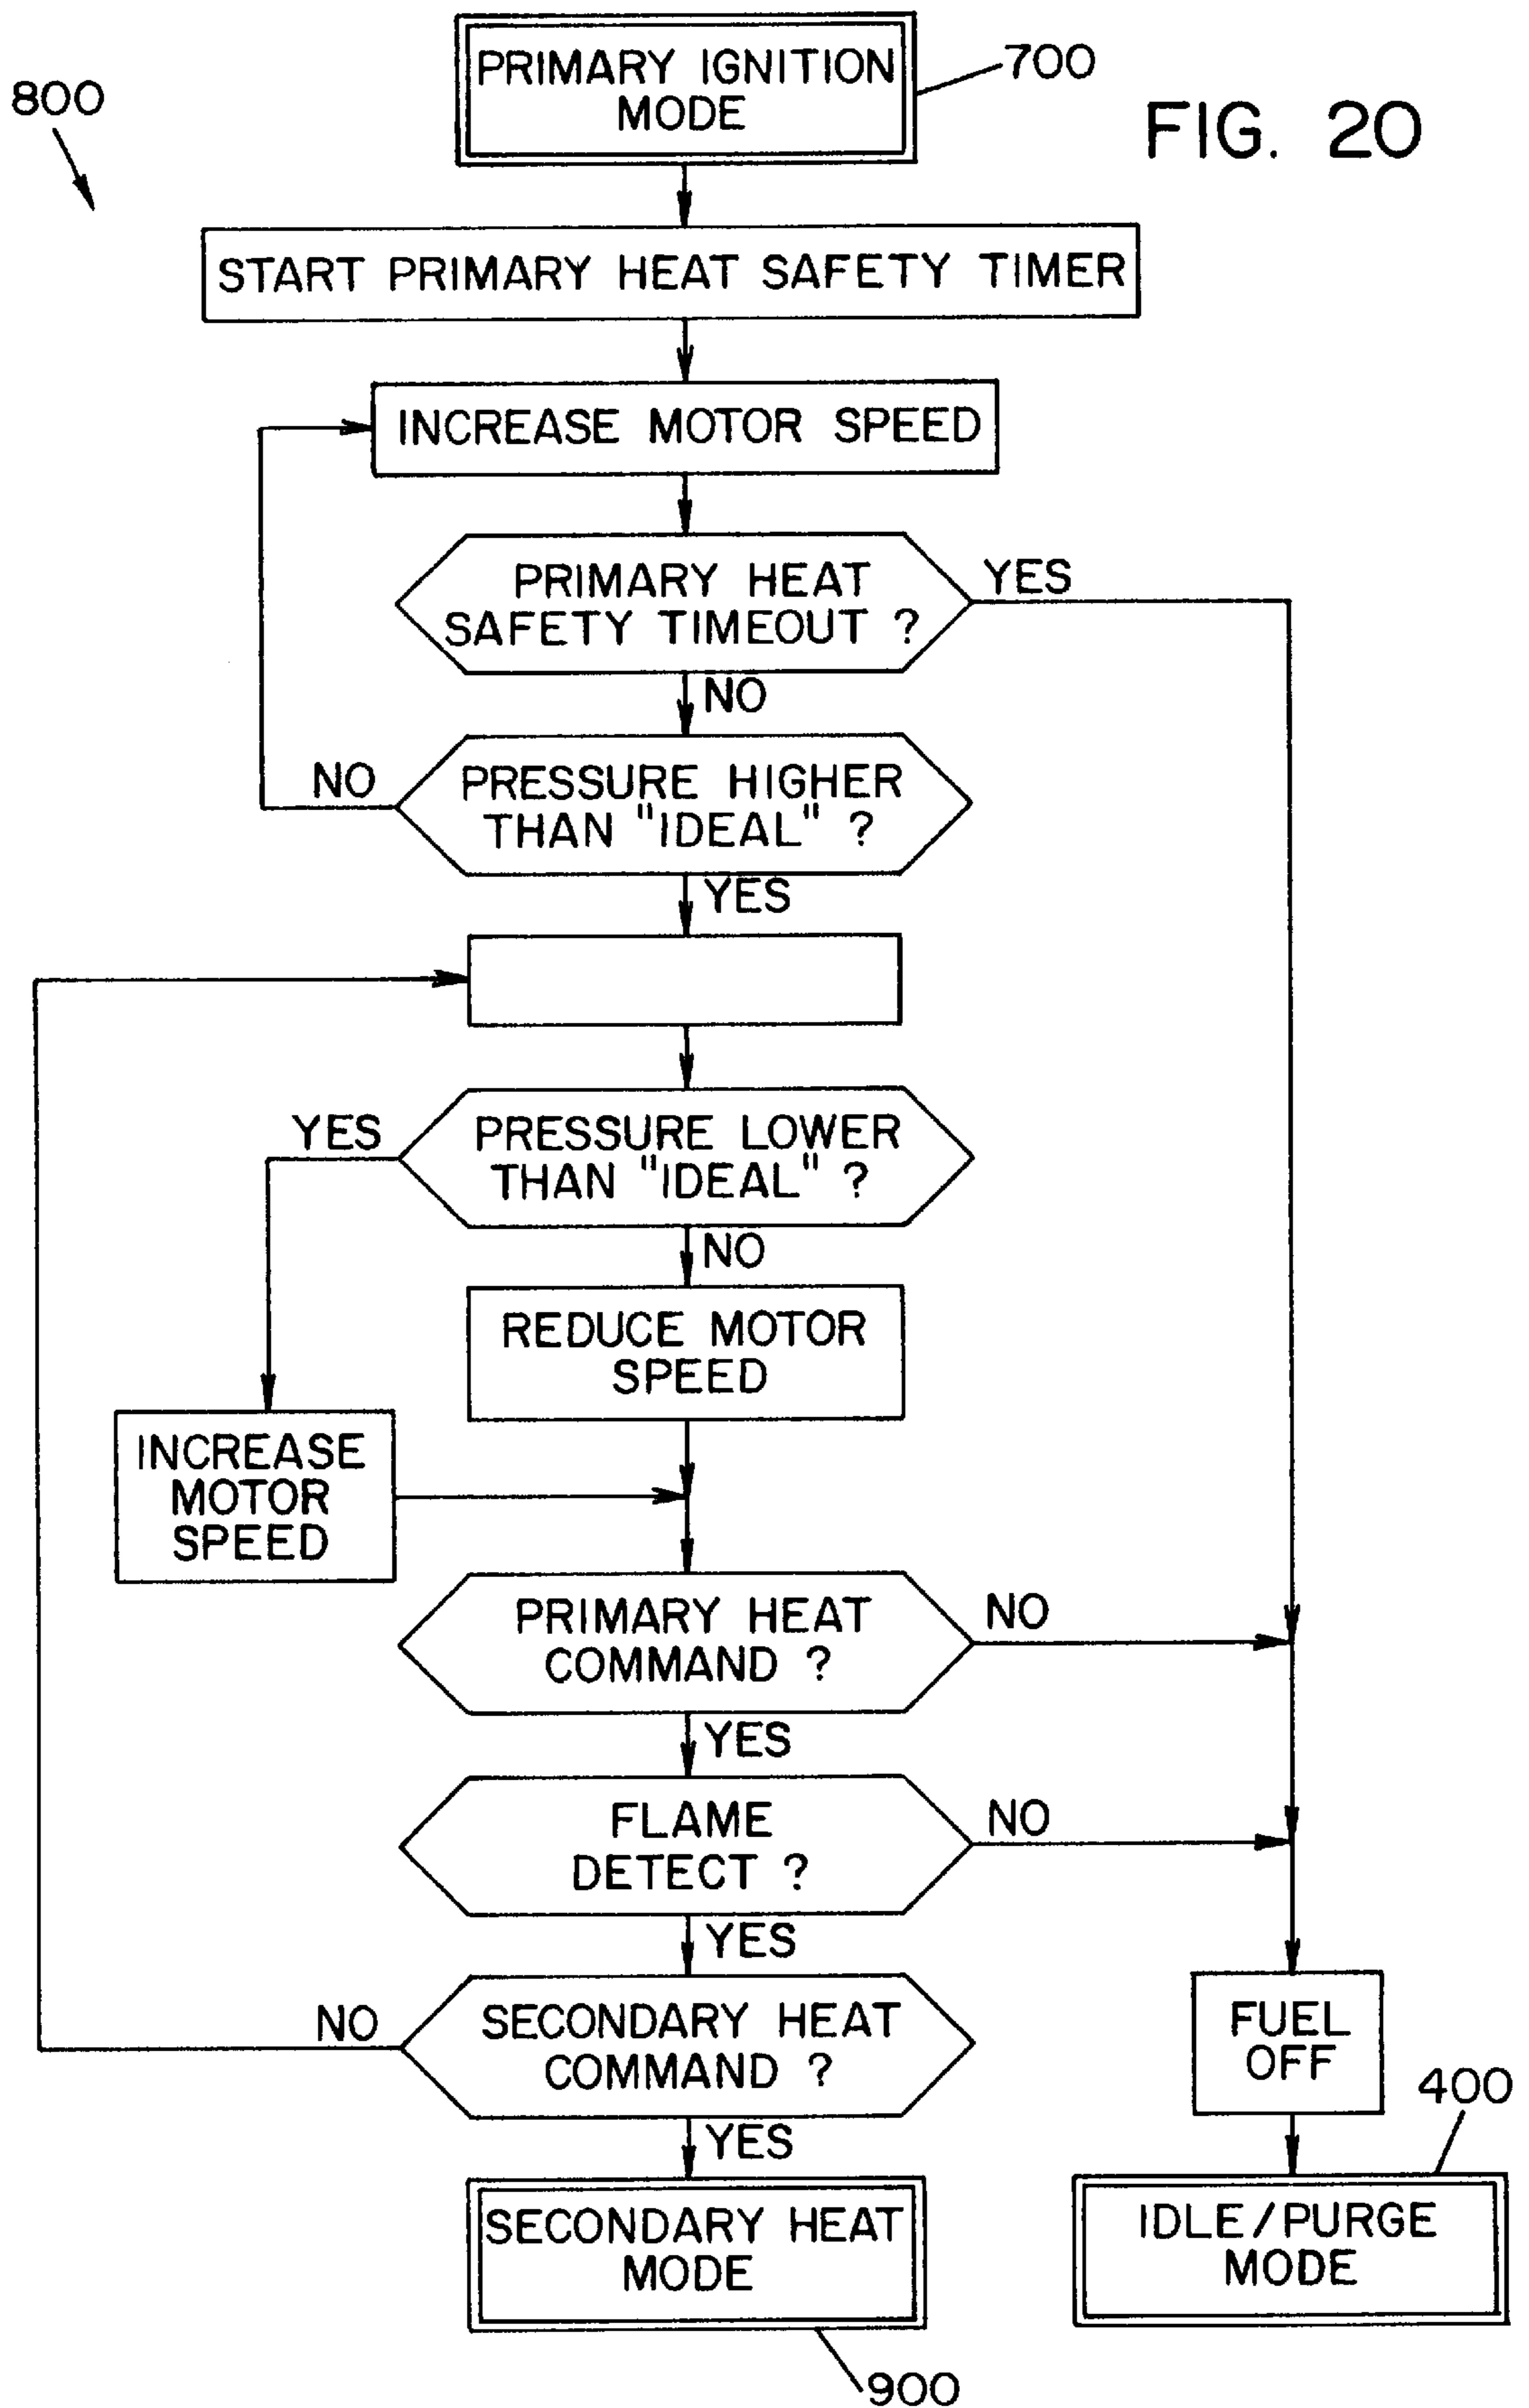 800
PRIMARY IGNITION
MODE
700
FIG. 20
START PRIMARY HEAT SAFETY TIMER
INCREASE MOTOR SPEED
PRIMARY HEAT
SAFETY TIMEOUT ?
YES
NO
PRESSURE HIGHER
THAN "IDEAL" ?
NO
YES
PRESSURE LOWER
THAN "IDEAL" ?
YES
NO
REDUCE MOTOR
SPEED
INCREASE
MOTOR
SPEED
PRIMARY HEAT
COMMAND ?
NO
YES
FLAME
DETECT ?
NO
YES
SECONDARY HEAT
COMMAND ?
NO
YES
FUEL
OFF
400
SECONDARY HEAT
MODE
900
IDLE/PURGE
MODE